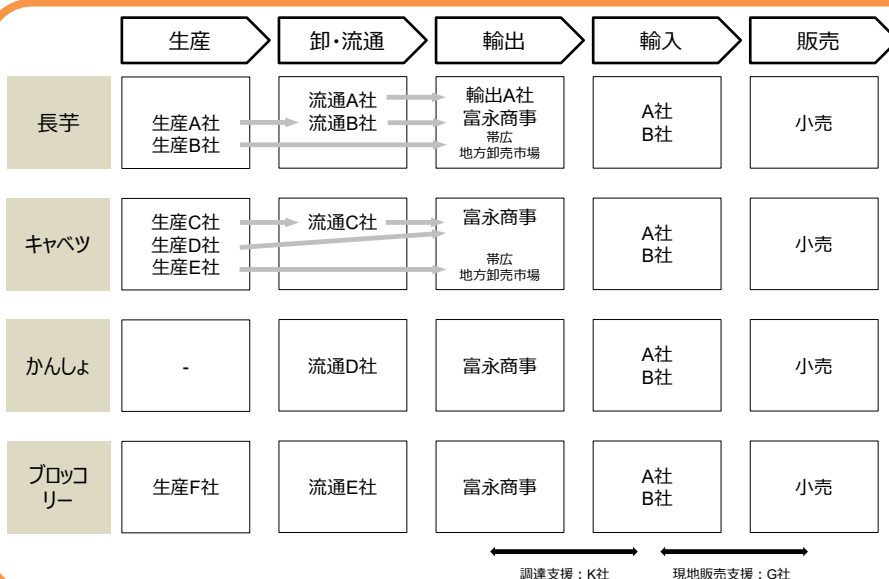 生産
卸・流通
輸出
輸入
販売
長芋
生産A社
生産B社
流通A社
流通B社
輸出A社
富永商事
帯広
地方卸売市場
A社
B社
小売
キャベツ
生産C社
生産D社
生産E社
流通C社
富永商事
帯広
地方卸売市場
A社
B社
小売
かんしょ
-
流通D社
富永商事
A社
B社
小売
ブロッコ
リー
生産F社
流通E社
富永商事
A社
B社
小売
調達支援：K社
現地販売支援：G社